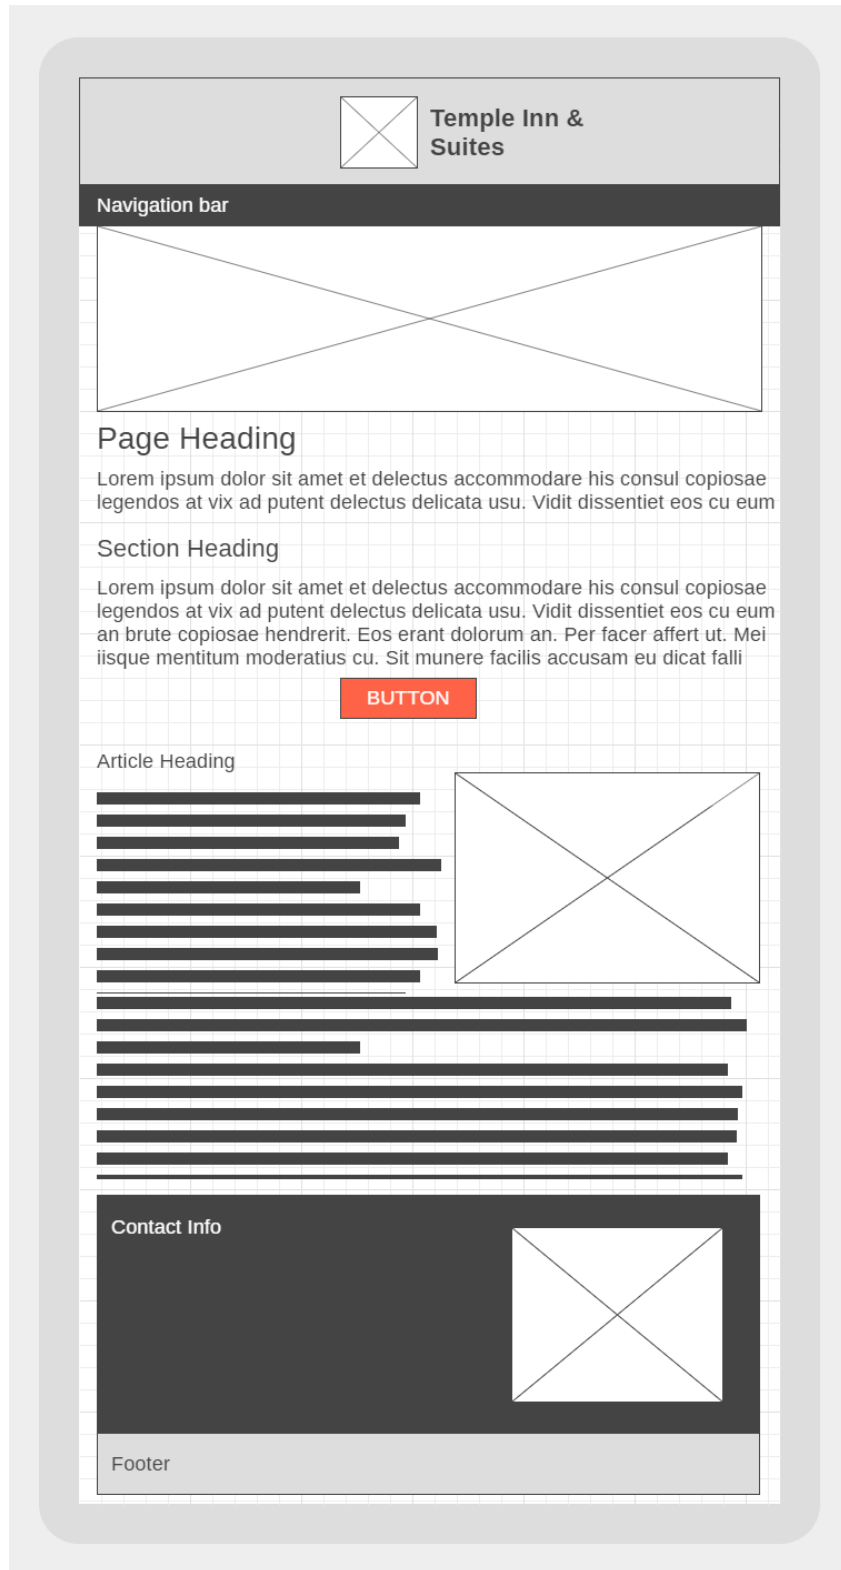 Temple Inn &
Suites
Navigation bar
Page Heading
Lorem ipsum dolor sit amet et delectus accommodare his consul copiosae
legendos at vix ad putent delectus delicata usu. Vidit dissentiet eos cu eum
Section Heading
Lorem ipsum dolor sit amet et delectus accommodare his consul copiosae
legendos at vix ad putent delectus delicata usu. Vidit dissentiet eos cu eum
an brute copiosae hendrerit. Eos erant dolorum an. Per facer affert ut. Mei
iisque mentitum moderatius cu. Sit munere facilis accusam eu dicat falli
BUTTON
Article Heading
Contact Info
Footer